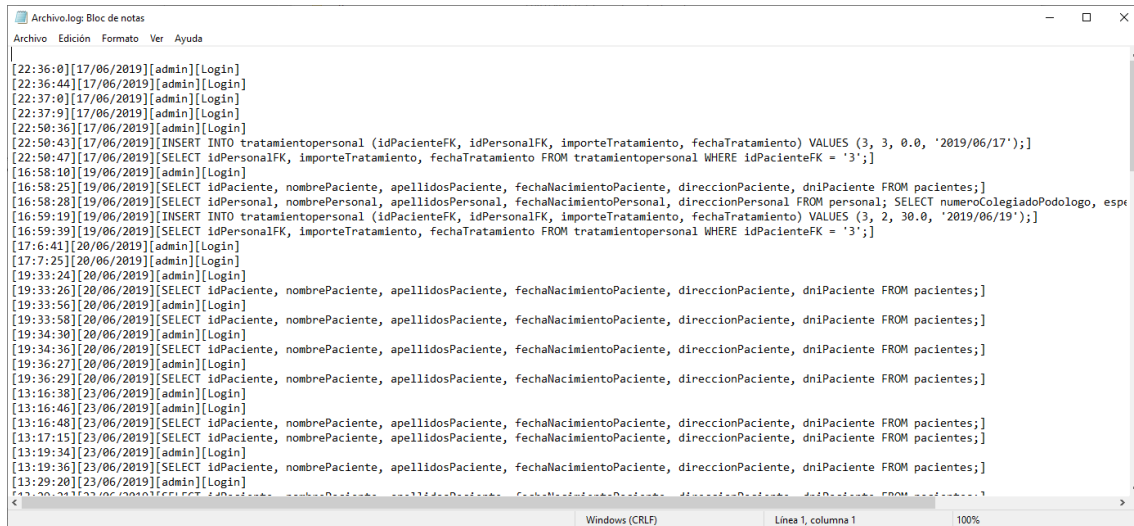 Archivo.log: Bloc de notas
Archivo Edición Formato Ver Ayuda
[22:36:0][17/06/2019][admin][Login]
[22:36:44][17/06/2019][admin][Login]
[22:37:0][17/06/2019][admin][Login]
[22:37:9][17/06/2019][admin][Login]
[22:50:36][17/06/2019][admin][Login]
[22:50:43][17/06/2019][INSERT INTO tratamientopersonal (idPacienteFK, idPersonalFK, importeTratamiento, fechaTratamiento) VALUES (3, 3, 0.0, '2019/06/17');]
[22:50:47][17/06/2019][SELECT idPersonalFK, importeTratamiento, fechaTratamiento FROM tratamientopersonal WHERE idPacienteFK = '3';]
[16:58:10][19/06/2019][admin][Login]
[16:58:25][19/06/2019][SELECT idPaciente, nombrePaciente, apellidosPaciente, fechaNacimientoPaciente, direccionPaciente, dniPaciente FROM pacientes;]
[16:58:28][19/06/2019][SELECT idPersonal, nombrePersonal, apellidosPersonal, fechaNacimientoPersonal, direccionPersonal FROM personal; SELECT numeroColegiadoPodologo, espe
[16:59:19][19/06/2019][INSERT INTO tratamientopersonal (idPacienteFK, idPersonalFK, importeTratamiento, fechaTratamiento) VALUES (3, 2, 30.0, '2019/06/19');]
[16:59:39][19/06/2019][SELECT idPersonalFK, importeTratamiento, fechaTratamiento FROM tratamientopersonal WHERE idPacienteFK = '3';]
[17:6:41][20/06/2019][admin][Login]
[17:7:25][20/06/2019][admin][Login]
[19:33:24][20/06/2019][admin][Login]
[19:33:26][20/06/2019][SELECT idPaciente, nombrePaciente, apellidosPaciente, fechaNacimientoPaciente, direccionPaciente, dniPaciente FROM pacientes;]
[19:33:56][20/06/2019][admin][Login]
[19:33:58][20/06/2019][SELECT idPaciente, nombrePaciente, apellidosPaciente, fechaNacimientoPaciente, direccionPaciente, dniPaciente FROM pacientes;]
[19:34:30][20/06/2019][admin][Login]
[19:34:36][20/06/2019][SELECT idPaciente, nombrePaciente, apellidosPaciente, fechaNacimientoPaciente, direccionPaciente, dniPaciente FROM pacientes;]
[19:36:27][20/06/2019][admin][Login]
[19:36:29][20/06/2019][SELECT idPaciente, nombrePaciente, apellidosPaciente, fechaNacimientoPaciente, direccionPaciente, dniPaciente FROM pacientes;]
[13:16:38][23/06/2019][admin][Login]
[13:16:46][23/06/2019][admin][Login]
[13:16:48][23/06/2019][SELECT idPaciente, nombrePaciente, apellidosPaciente, fechaNacimientoPaciente, direccionPaciente, dniPaciente FROM pacientes;]
[13:17:15][23/06/2019][SELECT idPaciente, nombrePaciente, apellidosPaciente, fechaNacimientoPaciente, direccionPaciente, dniPaciente FROM pacientes;]
[13:19:34][23/06/2019][admin][Login]
[13:19:36][23/06/2019][SELECT idPaciente, nombrePaciente, apellidosPaciente, fechaNacimientoPaciente, direccionPaciente, dniPaciente FROM pacientes;]
[13:29:20][23/06/2019][admin][Login]
Windows (CRLF) Línea 1, columna 1 100%